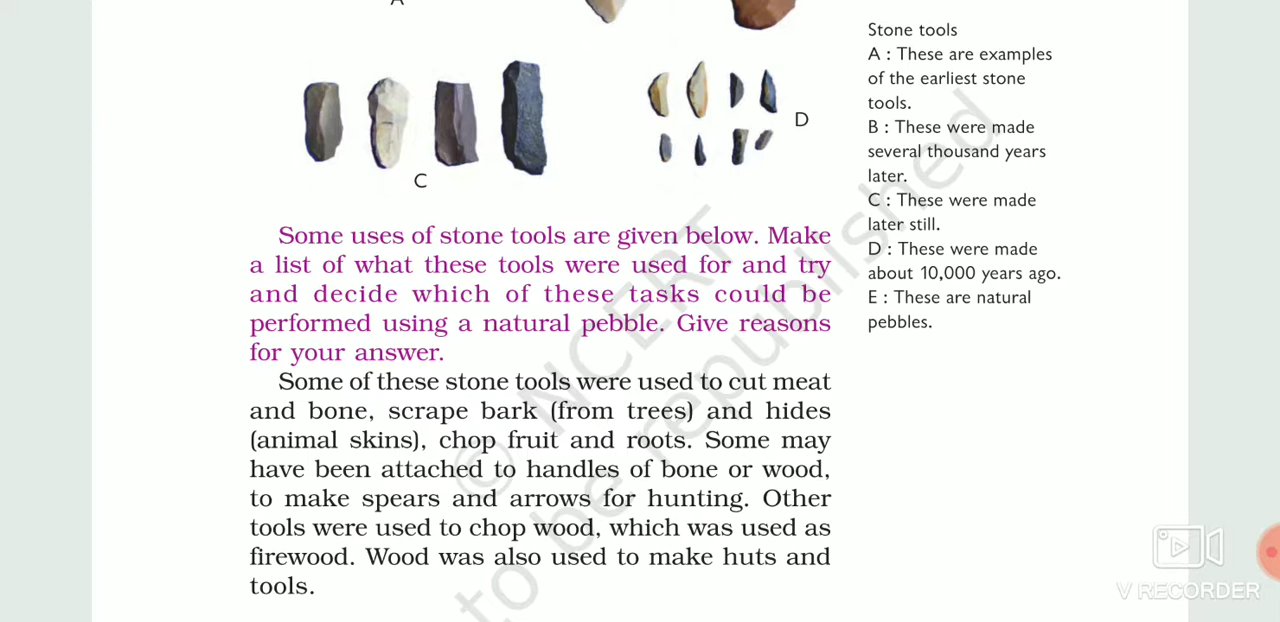 A
Stone tools
A : These are examples
of the earliest stone
tools.
B : These were made
several thousand years
later.
C : These were made
later still.
D : These were made
about 10,000 years ago.
E : These are natural
pebbles.
D
C
Some uses of stone tools are given below. Make
a list of what these tools were used for and try
and decide which of these tasks could be
performed using a natural pebble. Give reasons
for your answer.
Some of these stone tools were used to cut meat
and bone, scrape bark (from trees) and hides
(animal skins), chop fruit and roots. Some may
have been attached to handles of bone or wood,
to make spears and arrows for hunting. Other
tools were used to chop wood, which was used as
firewood. Wood was also used to make huts and
tools.
© NCERT
to be republished
V RECORDER